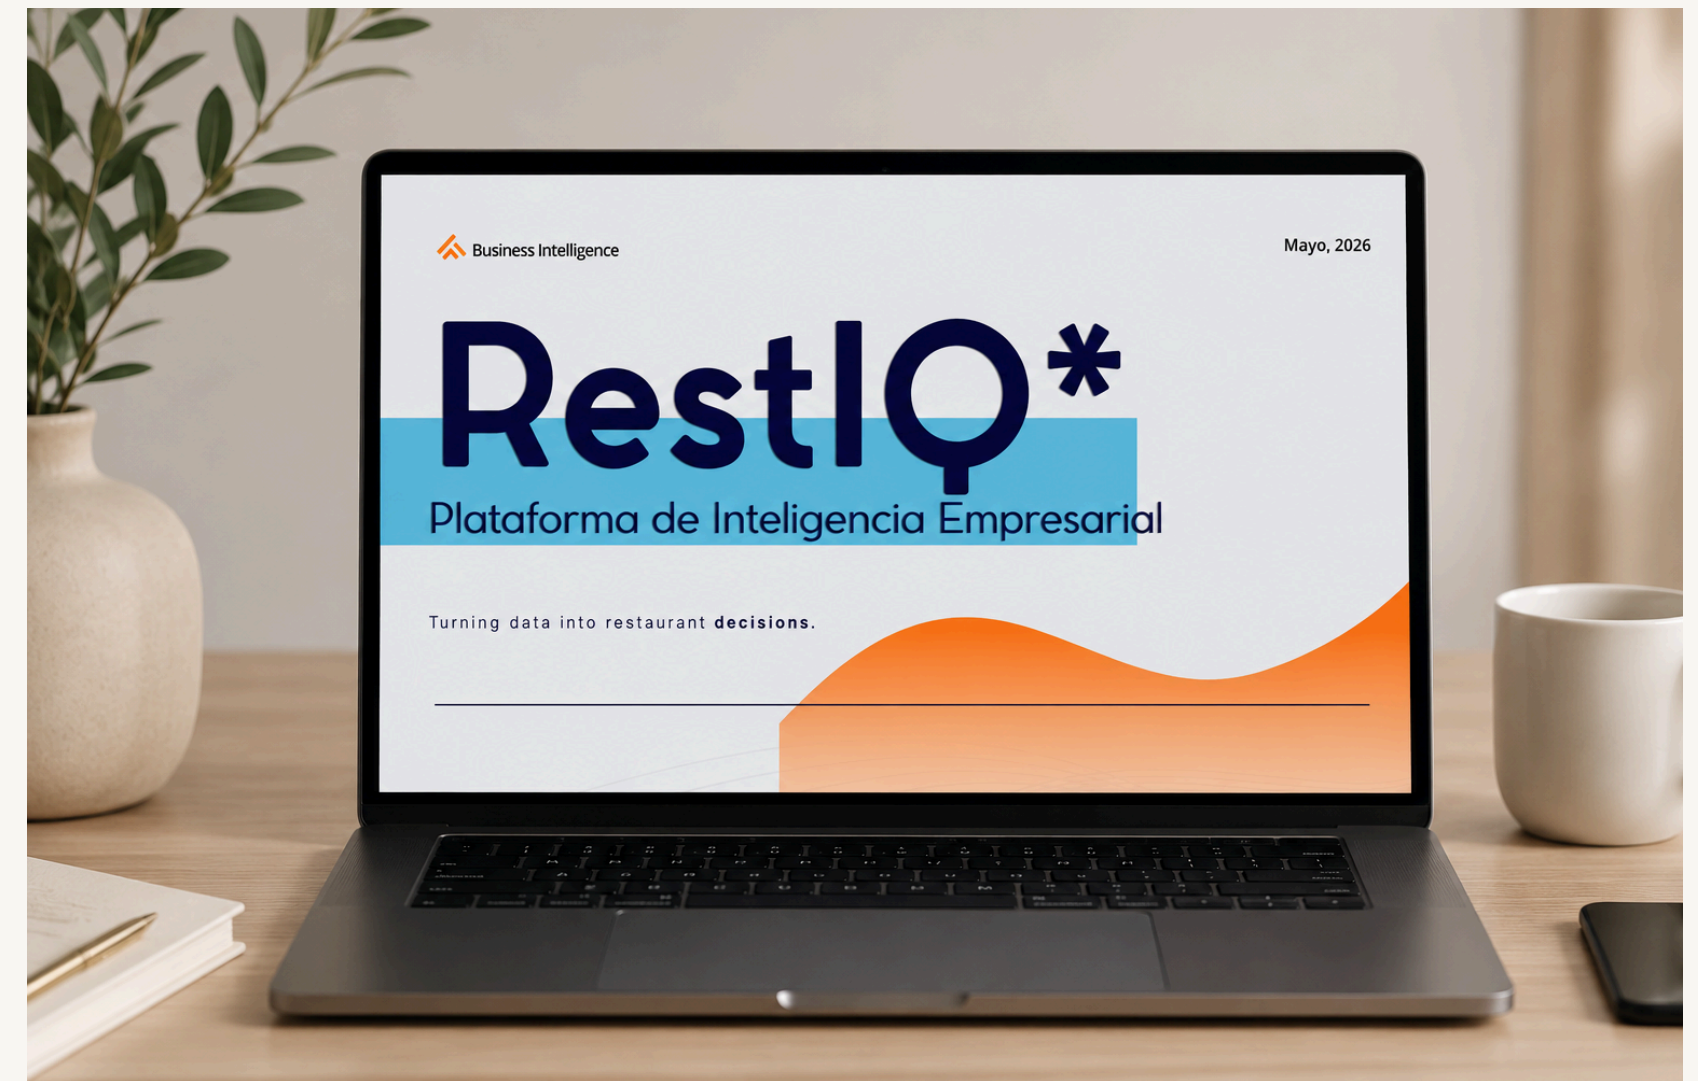 Business Intelligence
Mayo, 2026
RestIQ*
Plataforma de Inteligencia Empresarial
Turning data into restaurant decisions.